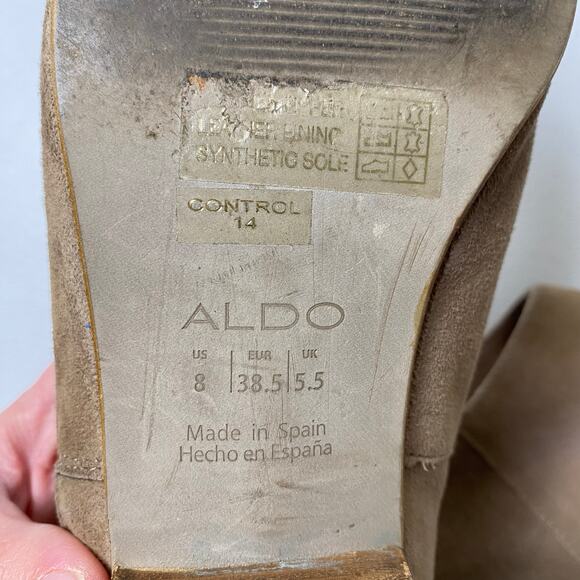 UPPER
LEATHER LINING
SYNTHETIC SOLE
CONTROL
14
ALDO
US EUR UK
8 38.5 5.5
Made in Spain
Hecho en España